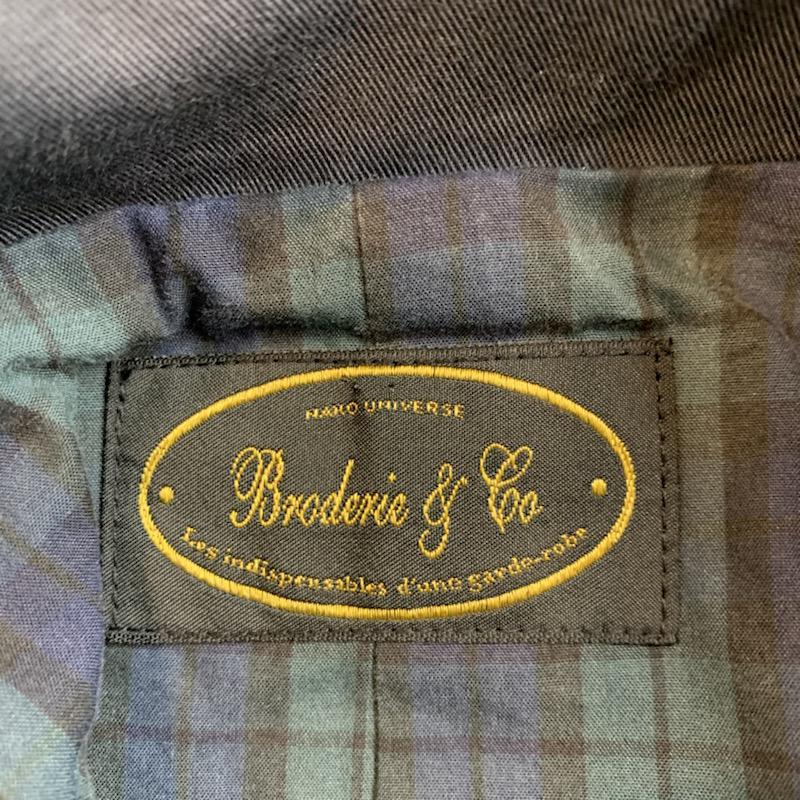 NANO UNIVERSE
Broderie & Co
Les indispensables d'une garde-robe